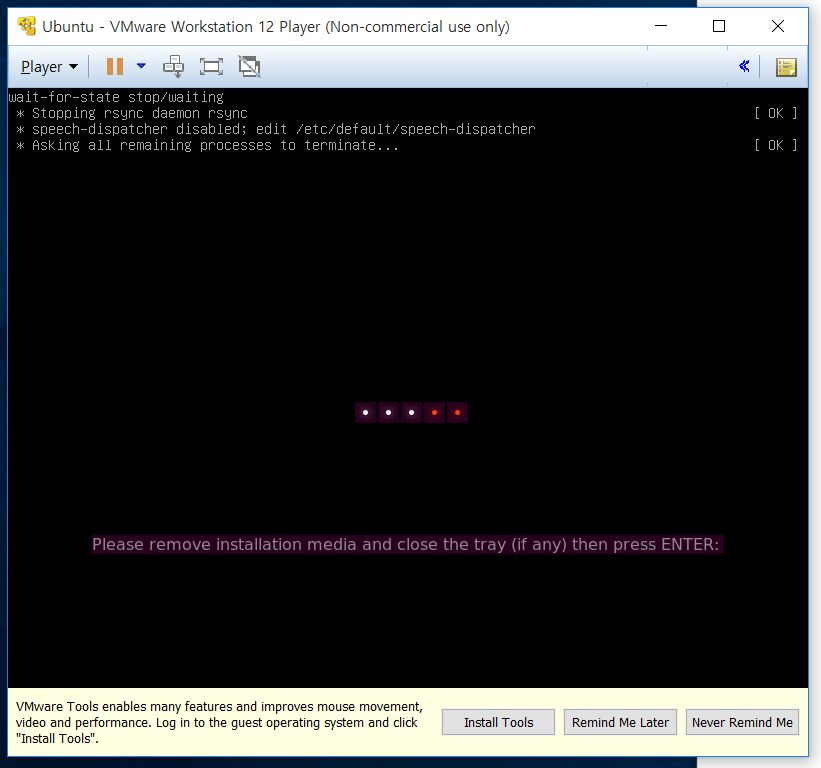 Ubuntu - VMware Workstation 12 Player (Non-commercial use only)
Player
wait-for-state stop/waiting
* Stopping rsync daemon rsync [ OK ]
* speech-dispatcher disabled; edit /etc/default/speech-dispatcher
* Asking all remaining processes to terminate... [ OK ]
Please remove installation media and close the tray (if any) then press ENTER:
VMware Tools enables many features and improves mouse movement,
video and performance. Log in to the guest operating system and click
"Install Tools".
Install Tools Remind Me Later Never Remind Me